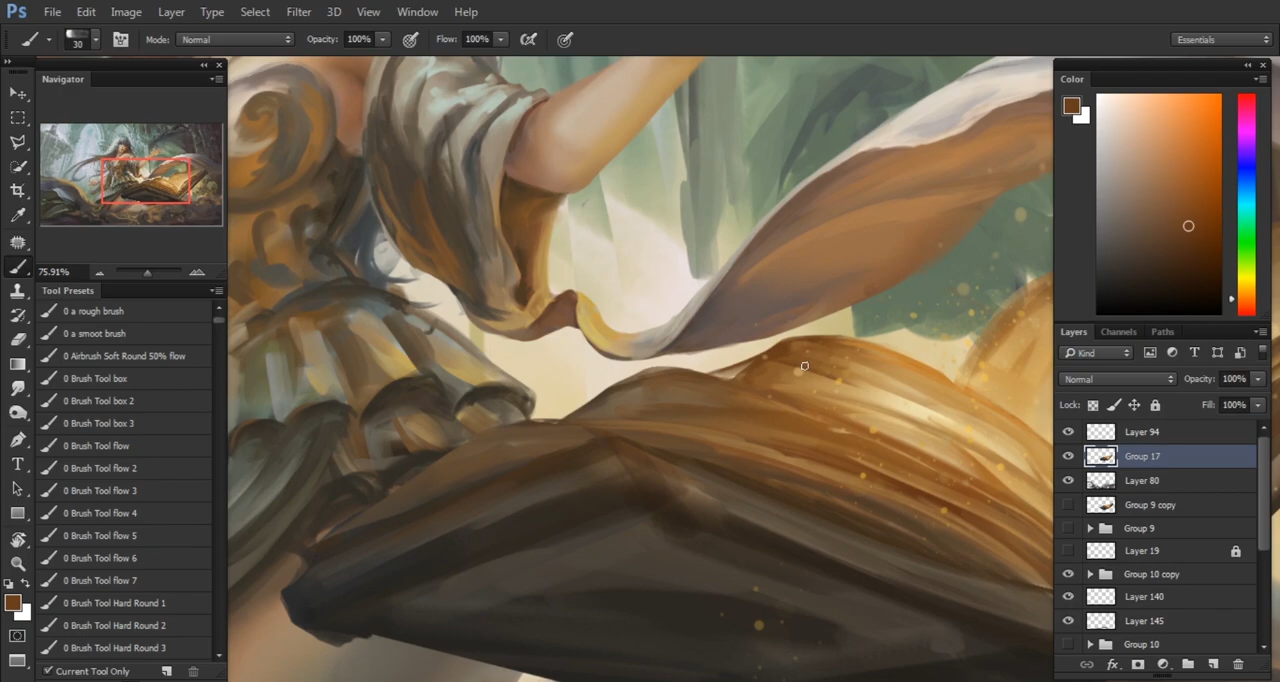 Ps File Edit Image Layer Type Select Filter 3D View Window Help
30 Mode: Normal Opacity: 100% Flow: 100% Essentials
Navigator
75.91%
Tool Presets
0 a rough brush
0 a smoot brush
0 Airbrush Soft Round 50% flow
0 Brush Tool box
0 Brush Tool box 2
0 Brush Tool box 3
0 Brush Tool flow
0 Brush Tool flow 2
0 Brush Tool flow 3
0 Brush Tool flow 4
0 Brush Tool flow 5
0 Brush Tool flow 6
0 Brush Tool flow 7
0 Brush Tool Hard Round 1
0 Brush Tool Hard Round 2
0 Brush Tool Hard Round 3
Current Tool Only
Color
Layers Channels Paths
Kind
Normal Opacity: 100%
Lock: Fill: 100%
Layer 94
Group 17
Layer 80
Group 9 copy
Group 9
Layer 19
Group 10 copy
Layer 140
Layer 145
Group 10